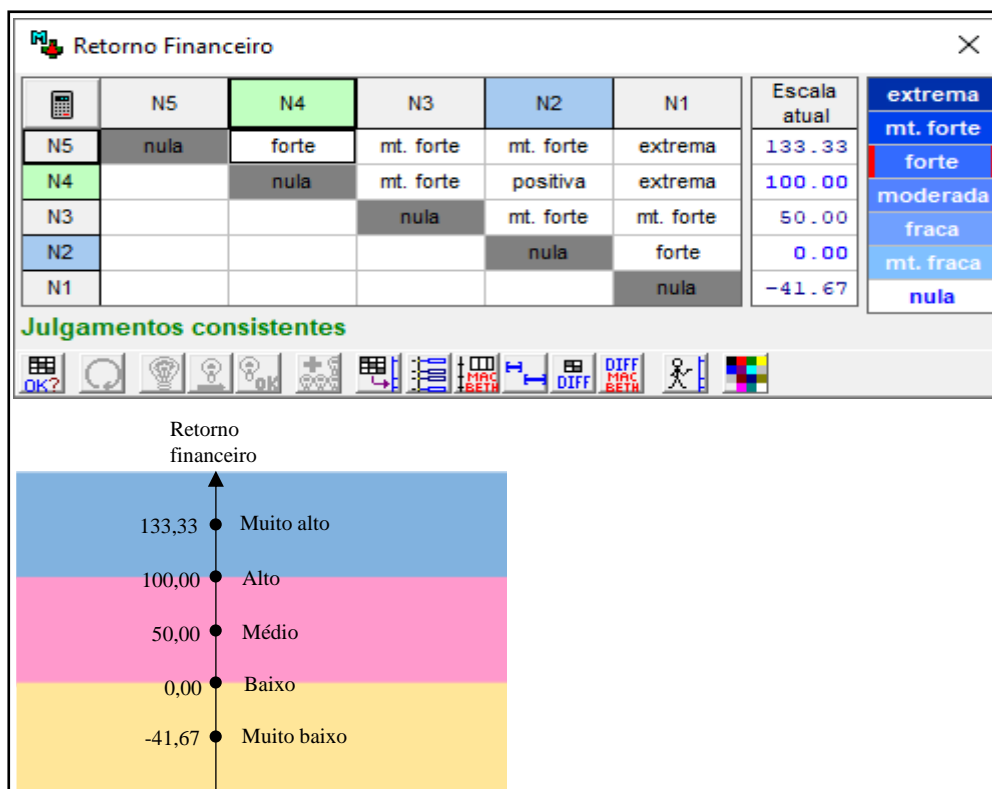 Retorno Financeiro
N5 N4 N3 N2 N1 Escala atual
N5 nula forte mt. forte mt. forte extrema 133.33
N4 nula mt. forte positiva extrema 100.00
N3 nula mt. forte mt. forte 50.00
N2 nula forte 0.00
N1 nula -41.67
extrema
mt. forte
forte
moderada
fraca
mt. fraca
nula
Julgamentos consistentes
OK? OK MAC BETH DIFF DIFF MAC BETH
Retorno
financeiro
133,33 Muito alto
100,00 Alto
50,00 Médio
0,00 Baixo
-41,67 Muito baixo